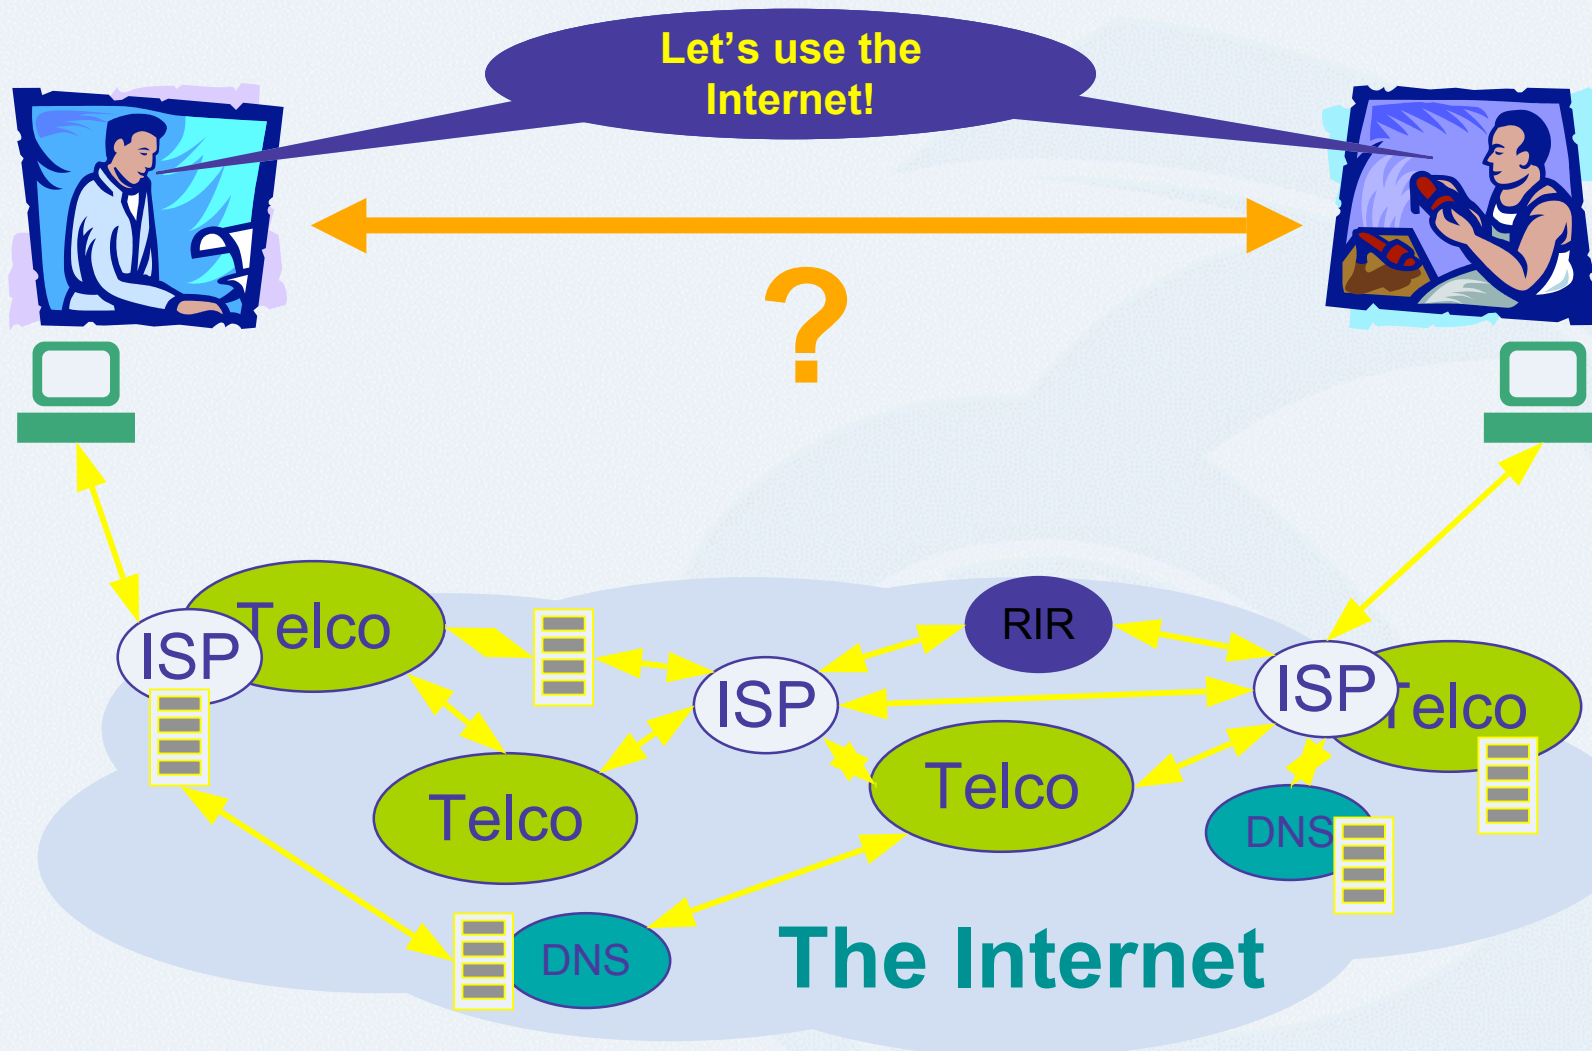 Let’s use the
Internet!
?
Telco
ISP
RIR
ISP
ISP
Telco
Telco
Telco
DNS
DNS
The Internet